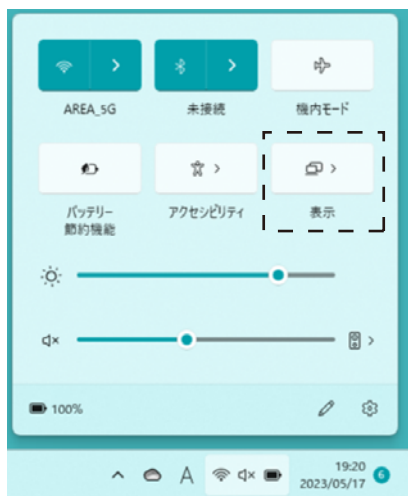 AREA_5G
未接続
機内モード
バッテリー
節約機能
アクセシビリティ
表示
100%
A
19:20
2023/05/17
6